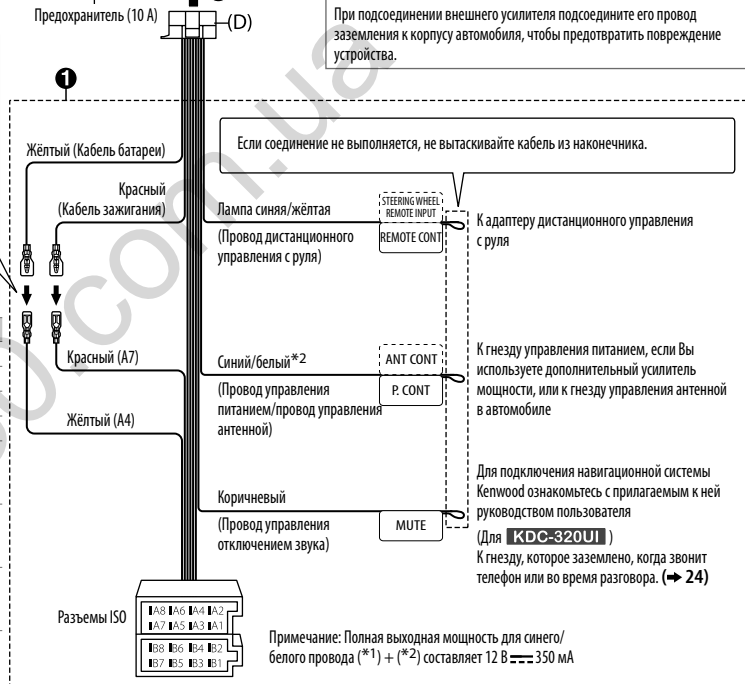 Предохранитель (10 A)
(D)
При подсоединении внешнего усилителя подсоедините его провод
заземления к корпусу автомобиля, чтобы предотвратить повреждение
устройства.
1
Если соединение не выполняется, не вытаскивайте кабель из наконечника.
Жёлтый (Кабель батареи)
Красный
(Кабель зажигания)
Лампа синяя/жёлтая
(Провод дистанционного
управления с руля)
STEERING WHEEL
REMOTE INPUT
REMOTE CONT
К адаптеру дистанционного управления
с руля
Красный (A7)
Жёлтый (A4)
Синий/белый*2
(Провод управления
питанием/провод управления
антенной)
ANT CONT
P. CONT
К гнезду управления питанием, если Вы
используете дополнительный усилитель
мощности, или к гнезду управления антенной
в автомобиле
Коричневый
(Провод управления
отключением звука)
MUTE
Для подключения навигационной системы
Kenwood ознакомьтесь с прилагаемым к ней
руководством пользователя
(Для KDC-320UI )
К гнезду, которое заземлено, когда звонит
телефон или во время разговора. (➔ 24)
Разъемы ISO
A8 A6 A4 A2
A7 A5 A3 A1
B8 B6 B4 B2
B7 B5 B3 B1
Примечание: Полная выходная мощность для синего/
белого провода (*1) + (*2) составляет 12 В ⎓ 350 мА